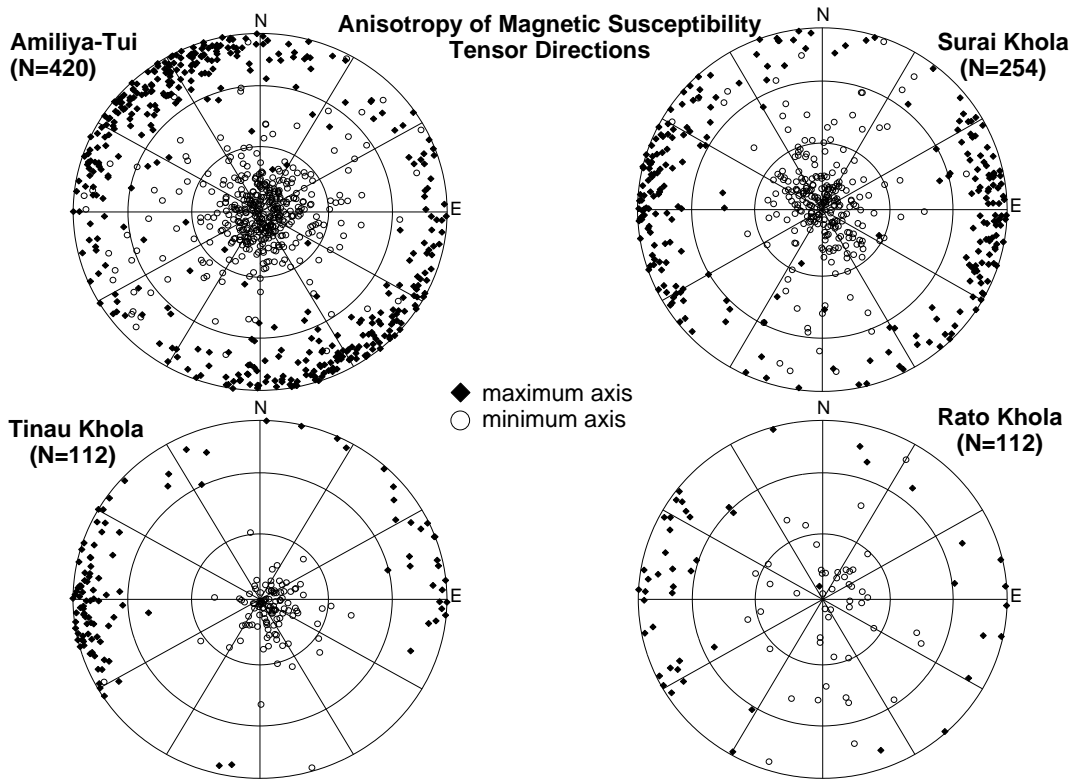 Anisotropy of Magnetic Susceptibility
Tensor Directions
Amiliya-Tui
(N=420)
N
E
Surai Khola
(N=254)
N
E
maximum axis
minimum axis
Tinau Khola
(N=112)
N
E
Rato Khola
(N=112)
N
E